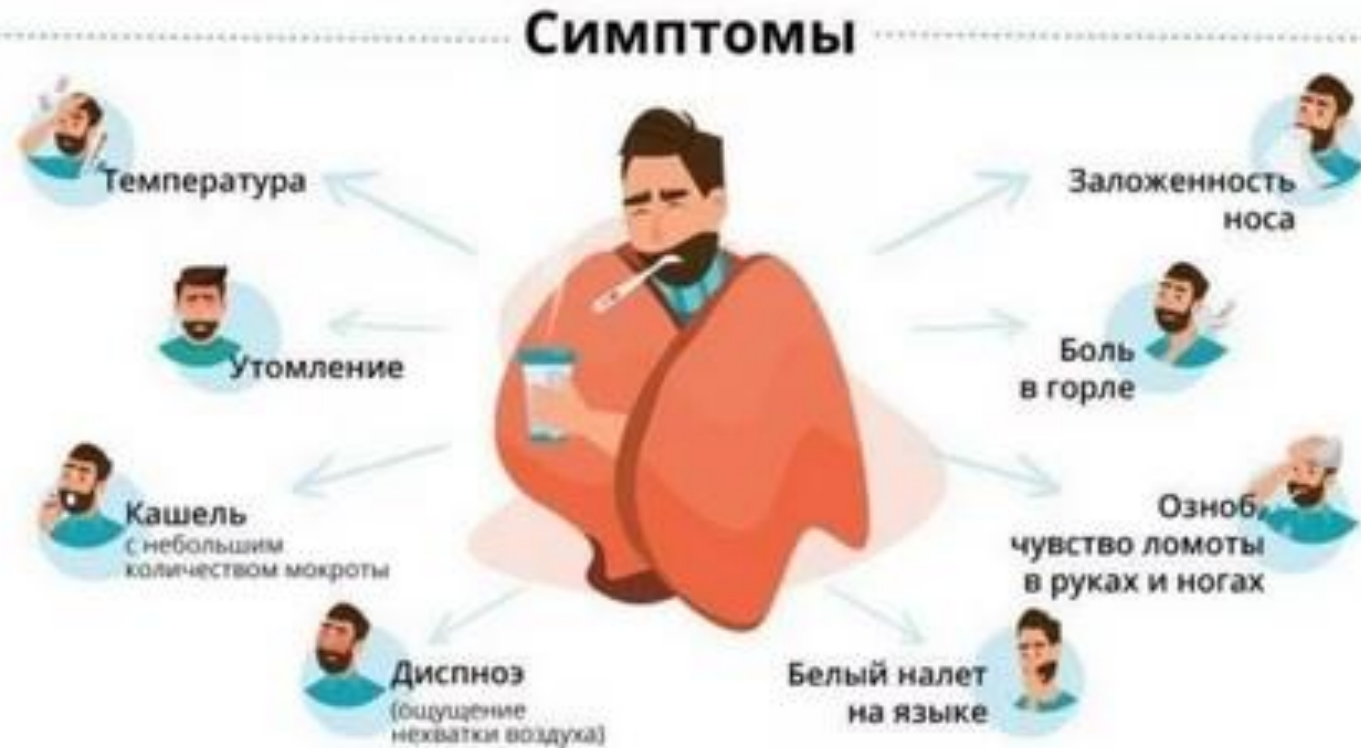 Симптомы
Температура
Заложенность
носа
Утомление
Боль
в горле
Кашель
с небольшим
количеством мокроты
Озноб,
чувство ломоты
в руках и ногах
Диспноэ
(ощущение
нехватки воздуха)
Белый налет
на языке